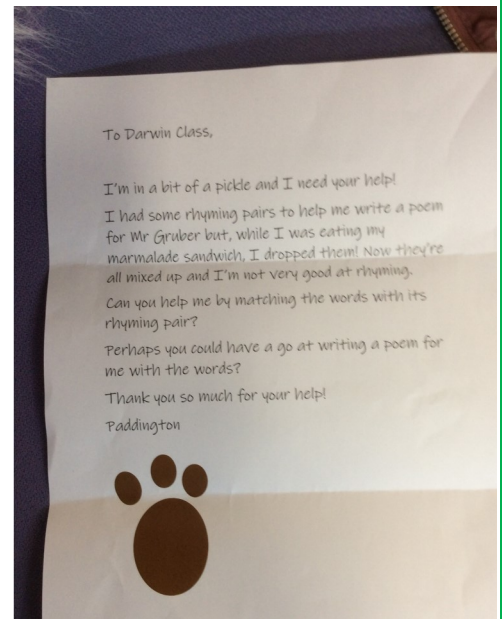 To Darwin Class,
I'm in a bit of a pickle and I need your help!
I had some rhyming pairs to help me write a poem
for Mr Gruber but, while I was eating my
marmalade sandwich, I dropped them! Now they're
all mixed up and I'm not very good at rhyming.
Can you help me by matching the words with its
rhyming pair?
Perhaps you could have a go at writing a poem for
me with the words?
Thank you so much for your help!
Paddington